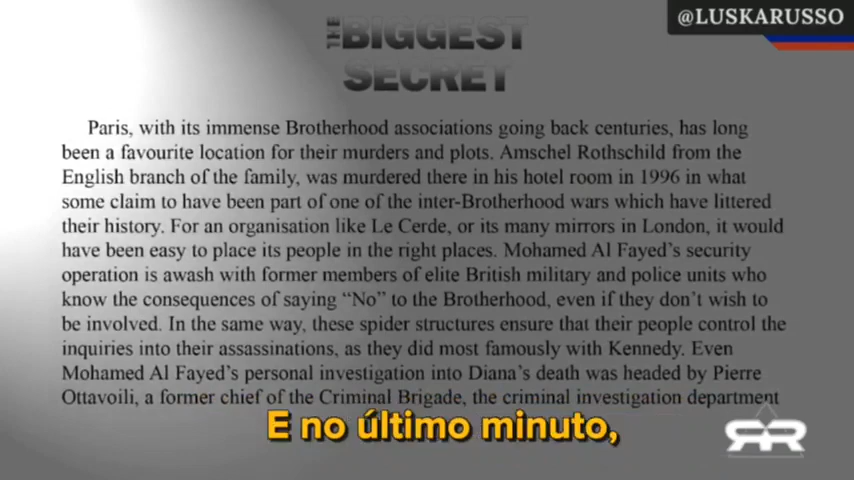 @LUSKARUSSO
THE BIGGEST
SECRET
Paris, with its immense Brotherhood associations going back centuries, has long
been a favourite location for their murders and plots. Amschel Rothschild from the
English branch of the family, was murdered there in his hotel room in 1996 in what
some claim to have been part of one of the inter-Brotherhood wars which have littered
their history. For an organisation like Le Cerde, or its many mirrors in London, it would
have been easy to place its people in the right places. Mohamed Al Fayed's security
operation is awash with former members of elite British military and police units who
know the consequences of saying “No” to the Brotherhood, even if they don't wish to
be involved. In the same way, these spider structures ensure that their people control the
inquiries into their assassinations, as they did most famously with Kennedy. Even
Mohamed Al Fayed's personal investigation into Diana's death was headed by Pierre
Ottavoili, a former chief of the Criminal Brigade, the criminal investigation department
E no último minuto,
RR